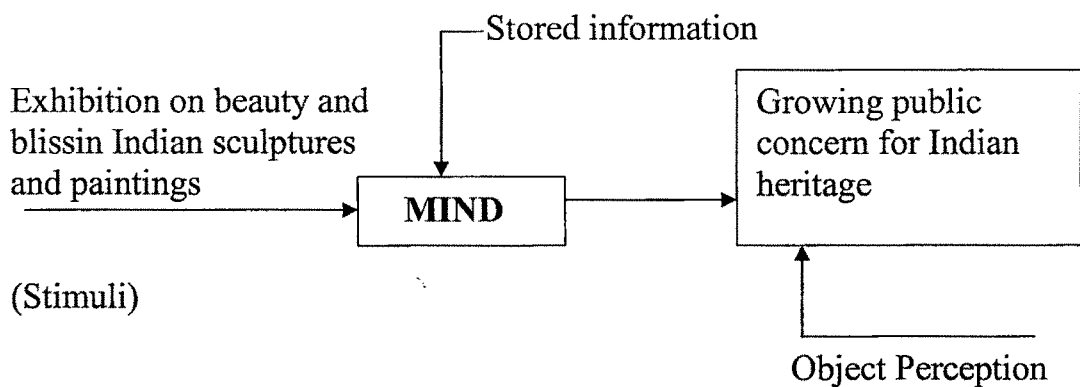 Stored information
Exhibition on beauty and
blissin Indian sculptures
and paintings
MIND
Growing public
concern for Indian
heritage
(Stimuli)
Object Perception